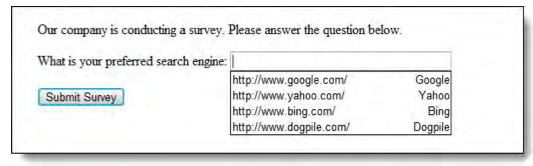 Our company is conducting a survey. Please answer the question below.
What is your preferred search engine:
http://www.google.com/ Google
http://www.yahoo.com/ Yahoo
http://www.bing.com/ Bing
http://www.dogpile.com/ Dogpile
Submit Survey